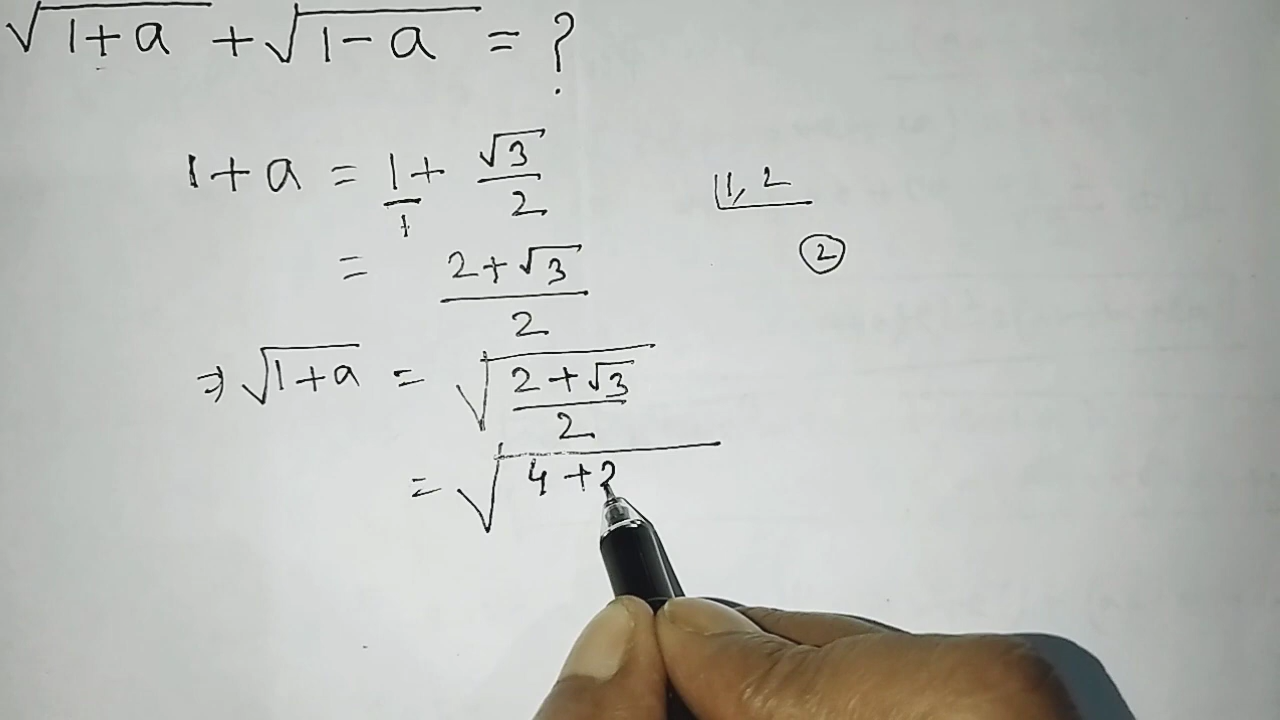 √(1+a) + √(1-a) = ?
1+a = 1/1 + √3/2
1, 2
= (2+√3)/2
2
⇒ √(1+a) = √((2+√3)/2)
= √(4+2